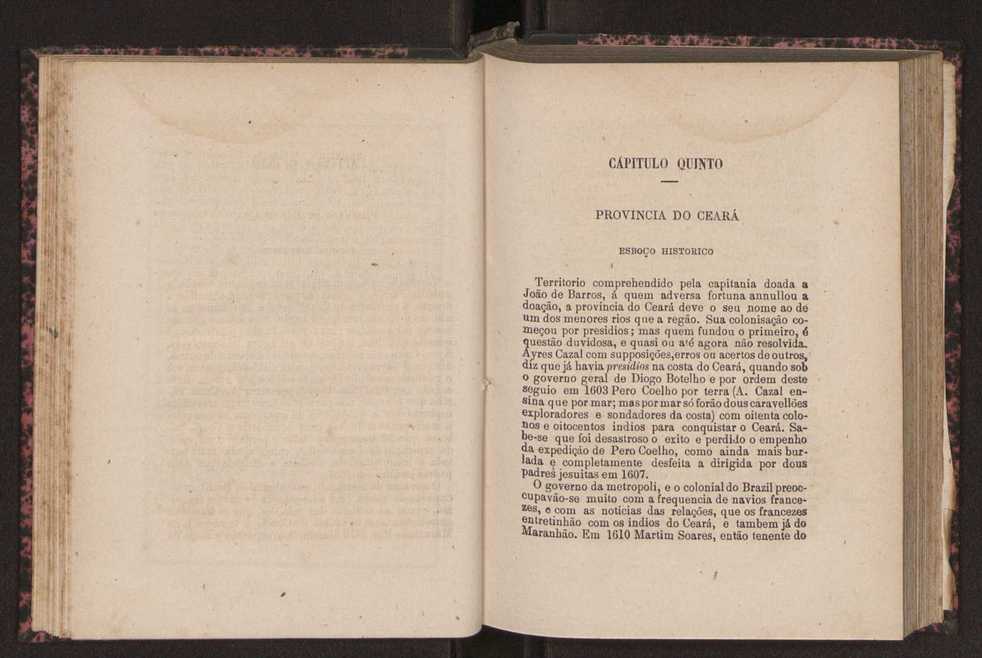 CAPITULO QUINTO
PROVINCIA DO CEARÁ
ESBOÇO HISTORICO
Territorio comprehendido pela capitania doada a
João de Barros, á quem adversa fortuna annullou a
doação, a provincia do Ceará deve o seu nome ao de
um dos menores rios que a regão. Sua colonisação co-
meçou por presidios; mas quem fundou o primeiro, é
questão duvidosa, e quasi ou até agora não resolvida.
Ayres Cazal com supposições, erros ou acertos de outros,
diz que já havia presidios na costa do Ceará, quando sob
o governo geral de Diogo Botelho e por ordem deste
seguio em 1603 Pero Coelho por terra (A. Cazal en-
sina que por mar; mas por mar só forão dous caravellões
exploradores e sondadores da costa) com oitenta colo-
nos e oitocentos indios para conquistar o Ceará. Sa-
be-se que foi desastroso o exito e perdido o empenho
da expedição de Pero Coelho, como ainda mais bur-
lada e completamente desfeita a dirigida por dous
padres jesuitas em 1607.
O governo da metropoli, e o colonial do Brazil preoc-
cupavão-se muito com a frequencia de navios france-
zes, e com as noticias das relações, que os francezes
entretinhão com os indios do Ceará, e tambem já do
Maranhão. Em 1610 Martim Soares, então tenente do